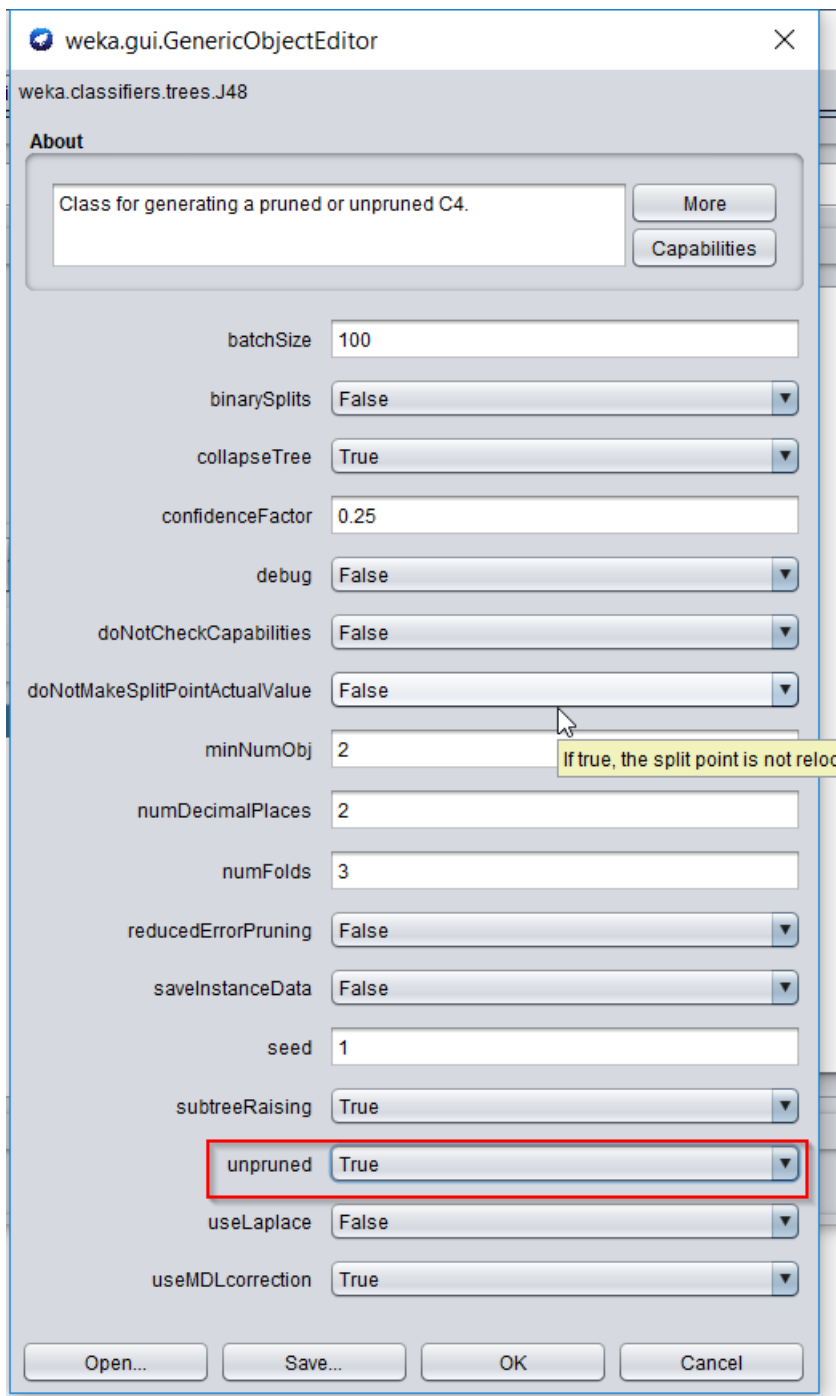 weka.gui.GenericObjectEditor
weka.classifiers.trees.J48
About
Class for generating a pruned or unpruned C4.
More
Capabilities
batchSize 100
binarySplits False
collapseTree True
confidenceFactor 0.25
debug False
doNotCheckCapabilities False
doNotMakeSplitPointActualValue False
minNumObj 2
If true, the split point is not
numDecimalPlaces 2
numFolds 3
reducedErrorPruning False
saveInstanceData False
seed 1
subtreeRaising True
unpruned True
useLaplace False
useMDLcorrection True
Open... Save... OK Cancel